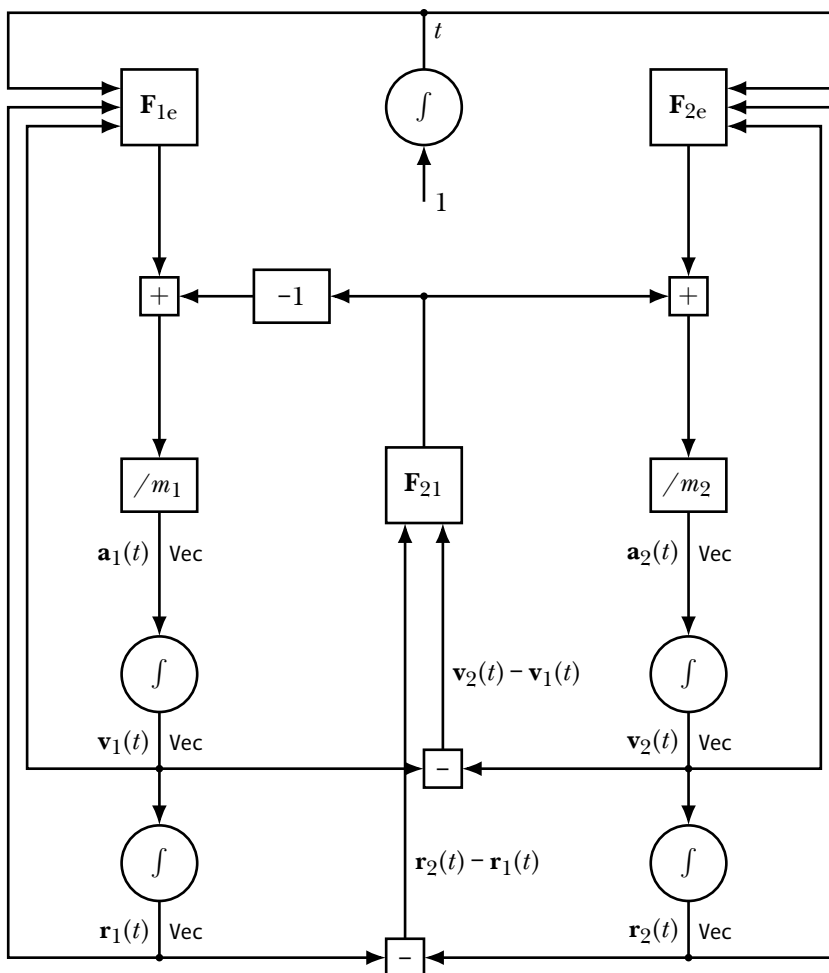 t
F1e
∫
F2e
1
+
-1
+
/m1
F21
/m2
a1(t) Vec
a2(t) Vec
∫
v2(t) − v1(t)
∫
v1(t) Vec
v2(t) Vec
-
∫
r2(t) − r1(t)
∫
r1(t) Vec
r2(t) Vec
-